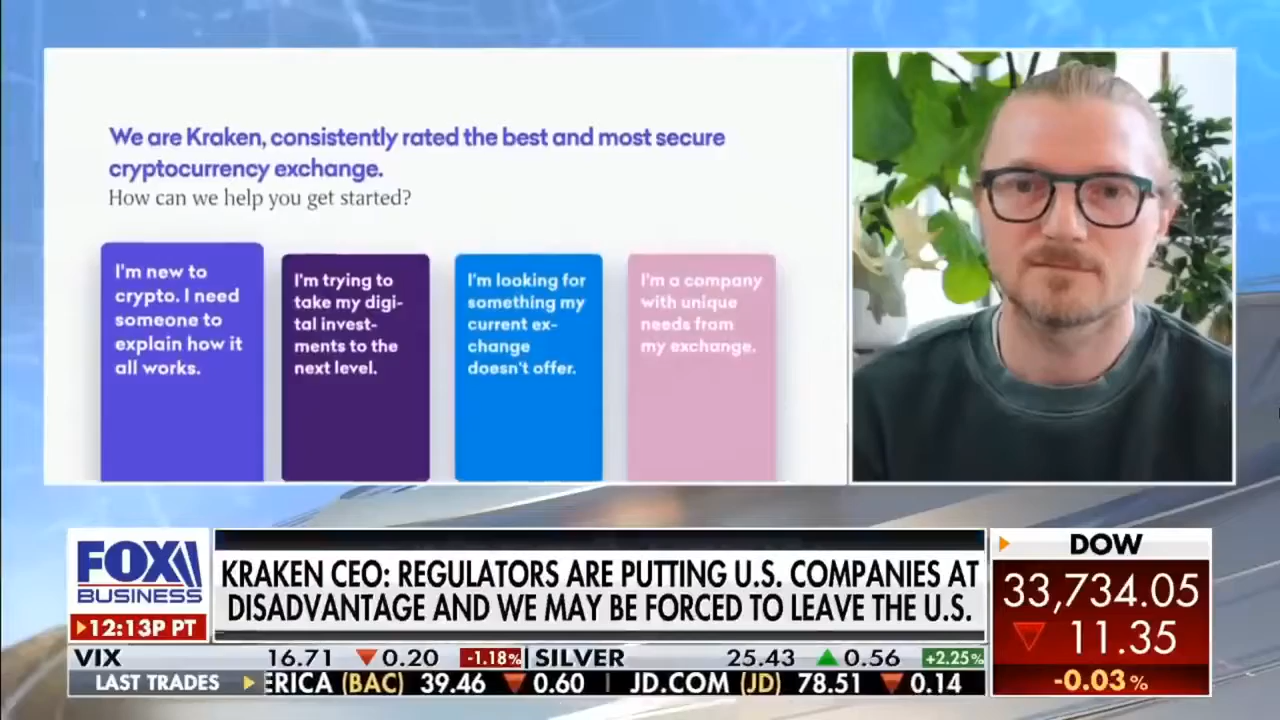 We are Kraken, consistently rated the best and most secure
cryptocurrency exchange.
How can we help you get started?
I'm new to
crypto. I need
someone to
explain how it
all works.
I'm trying to
take my digi-
tal invest-
ments to the
next level.
I'm looking for
something my
current ex-
change
doesn't offer.
I'm a company
with unique
needs from
my exchange.
FOX
BUSINESS
12:13P PT
KRAKEN CEO: REGULATORS ARE PUTTING U.S. COMPANIES AT
DISADVANTAGE AND WE MAY BE FORCED TO LEAVE THE U.S.
DOW
33,734.05
▼ 11.35
-0.03%
VIX 16.71 ▼0.20 -1.18% SILVER 25.43 ▲0.56 +2.25%
LAST TRADES ERICA (BAC) 39.46 ▼0.60 | JD.COM (JD) 78.51 ▼0.14